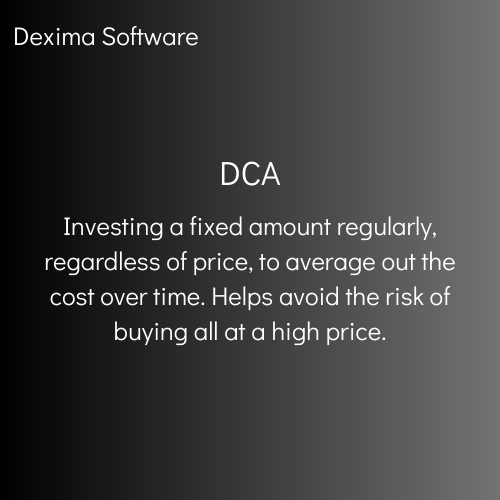 Dexima Software
DCA
Investing a fixed amount regularly,
regardless of price, to average out the
cost over time. Helps avoid the risk of
buying all at a high price.